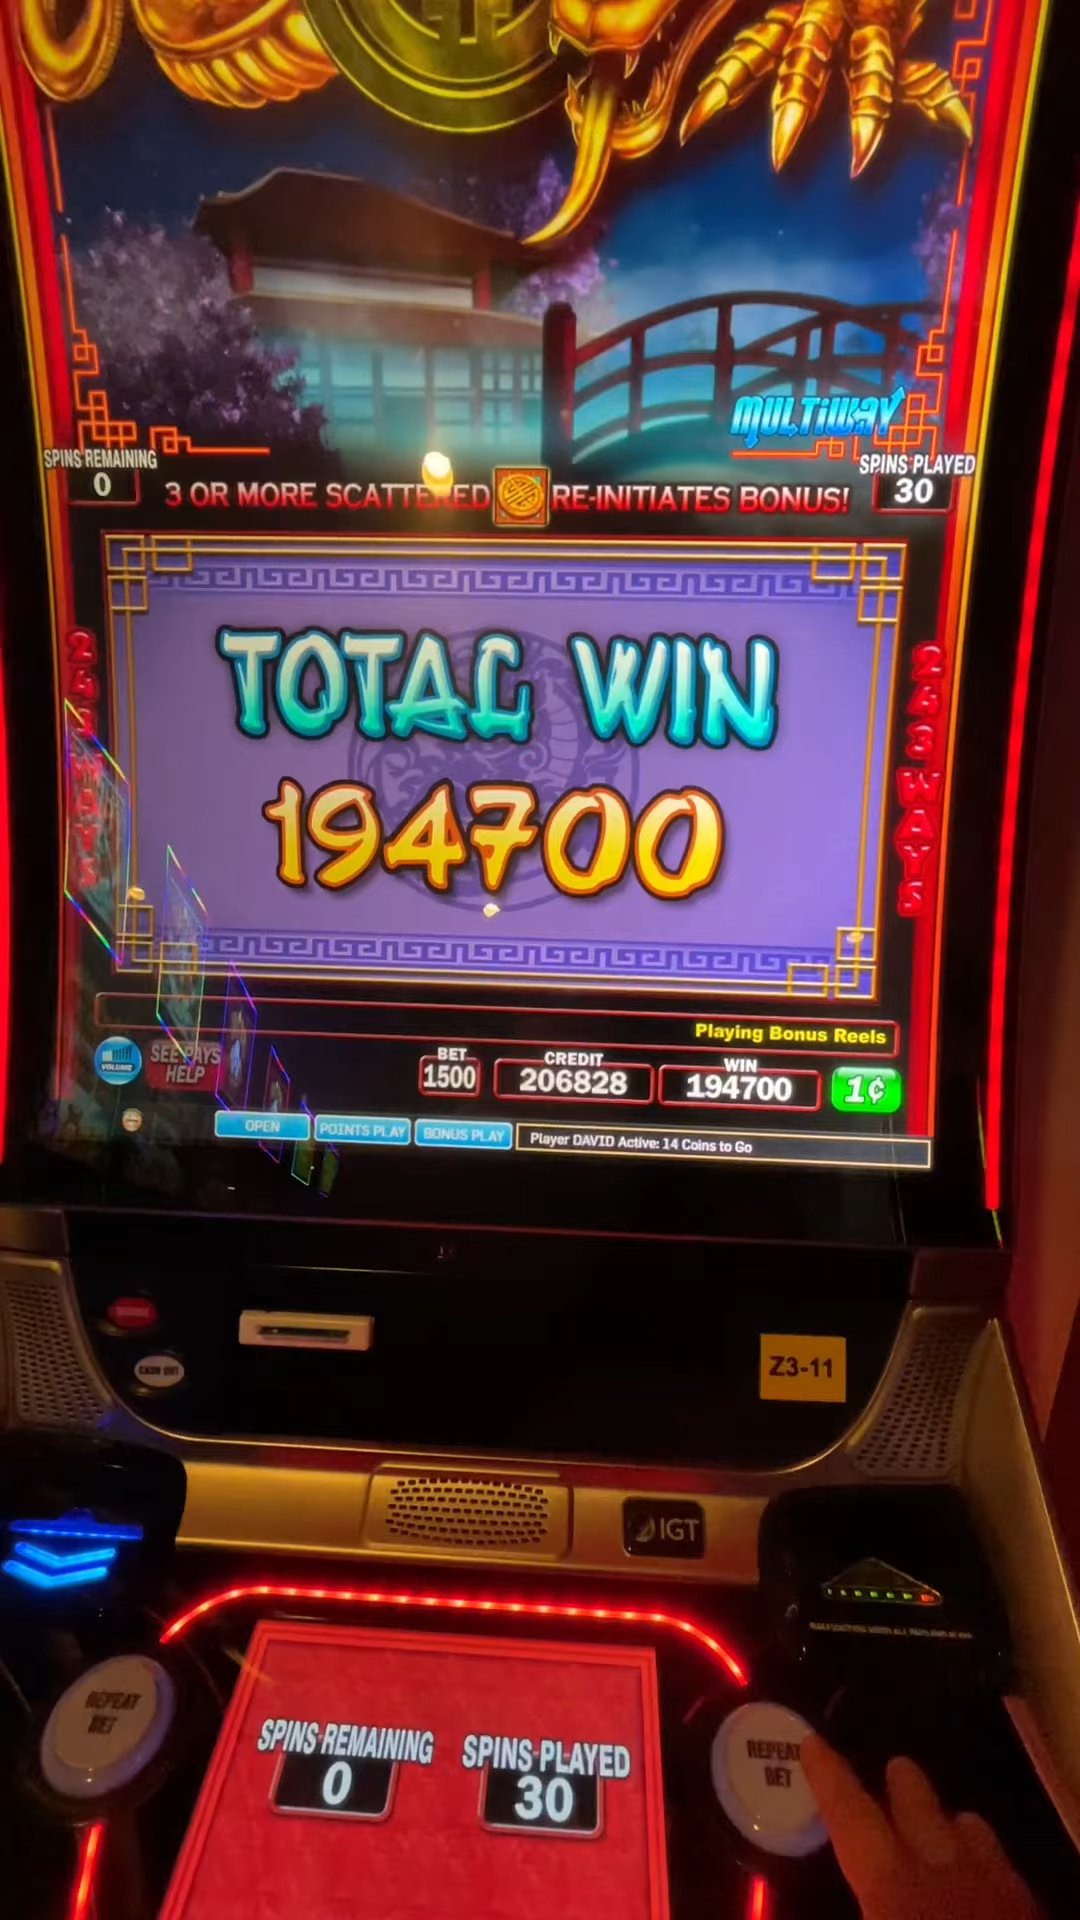 MULTiWAY
SPINS REMAINING
0
3 OR MORE SCATTERED RE-INITIATES BONUS!
SPINS PLAYED
30
TOTAL WIN
194700
243 WAYS
243 WAYS
Playing Bonus Reels
VOLUME
SEE PAYS
HELP
BET
1500
CREDIT
206828
WIN
194700
1¢
OPEN
POINTS PLAY
BONUS PLAY
Player DAVID Active: 14 Coins to Go
CASH OUT
Z3-11
IGT
REPEAT
BET
SPINS REMAINING
0
SPINS PLAYED
30
REPEAT
BET